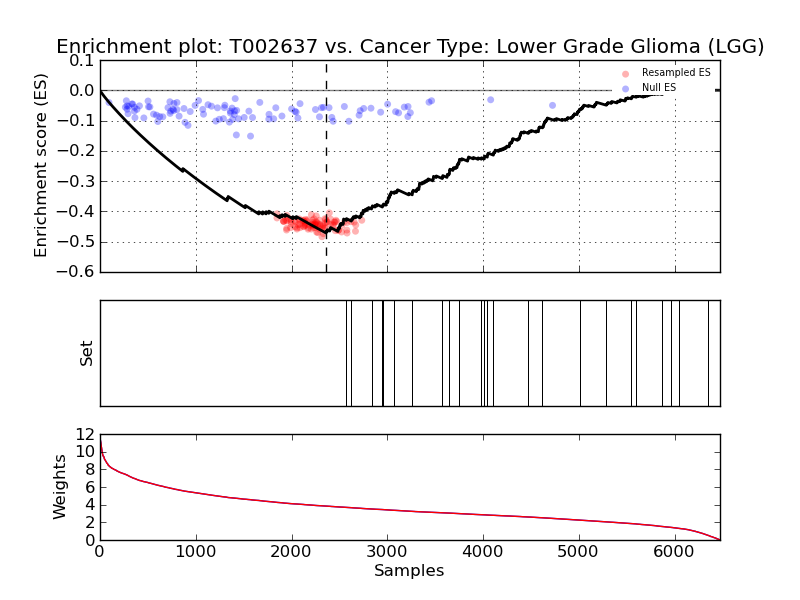 Enrichment plot: T002637 vs. Cancer Type: Lower Grade Glioma (LGG)
Enrichment score (ES)
0.1
0.0
−0.1
−0.2
−0.3
−0.4
−0.5
−0.6
Resampled ES
Null ES
Set
Weights
12
10
8
6
4
2
0
0 1000 2000 3000 4000 5000 6000
Samples